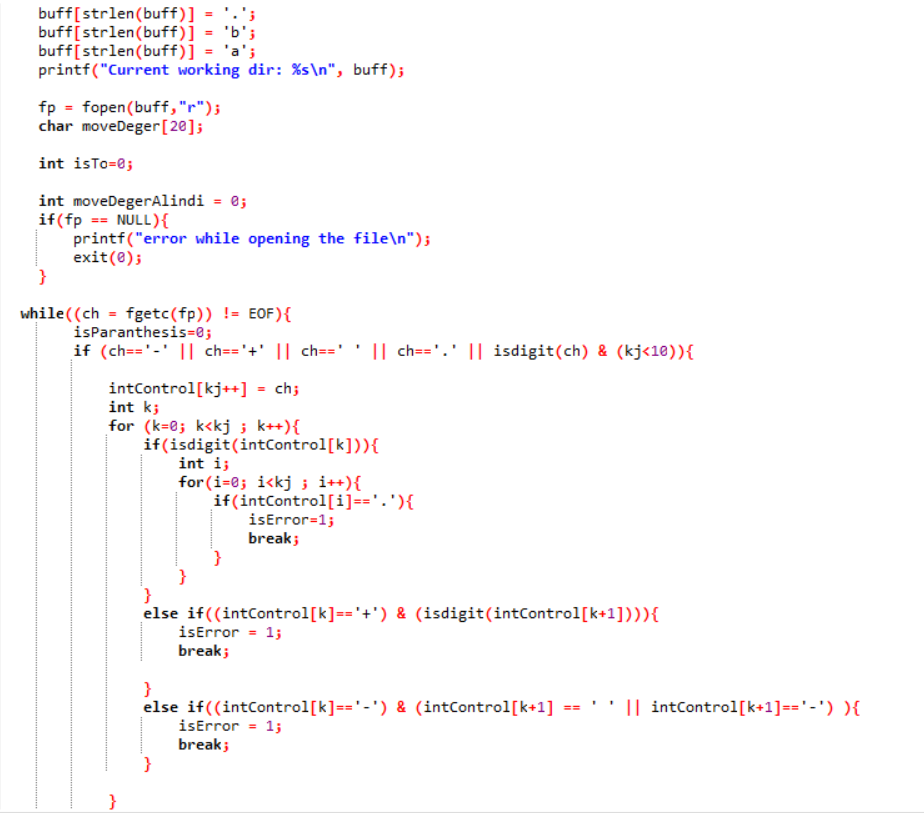 buff[strlen(buff)] = '.';
buff[strlen(buff)] = 'b';
buff[strlen(buff)] = 'a';
printf("Current working dir: %s\n", buff);
fp = fopen(buff,"r");
char moveDeger[20];
int isTo=0;
int moveDegerAlindi = 0;
if(fp == NULL){
printf("error while opening the file\n");
exit(0);
}
while((ch = fgetc(fp)) != EOF){
isParanthesis=0;
if (ch=='-' || ch=='+' || ch==' ' || ch=='.' || isdigit(ch) & (kj<10)){
intControl[kj++] = ch;
int k;
for (k=0; k<kj ; k++){
if(isdigit(intControl[k])){
int i;
for(i=0; i<kj ; i++){
if(intControl[i]=='.'){
isError=1;
break;
}
}
}
else if((intControl[k]=='+') & (isdigit(intControl[k+1]))){
isError = 1;
break;
}
else if((intControl[k]=='-') & (intControl[k+1] == ' ' || intControl[k+1]=='-') ){
isError = 1;
break;
}
}